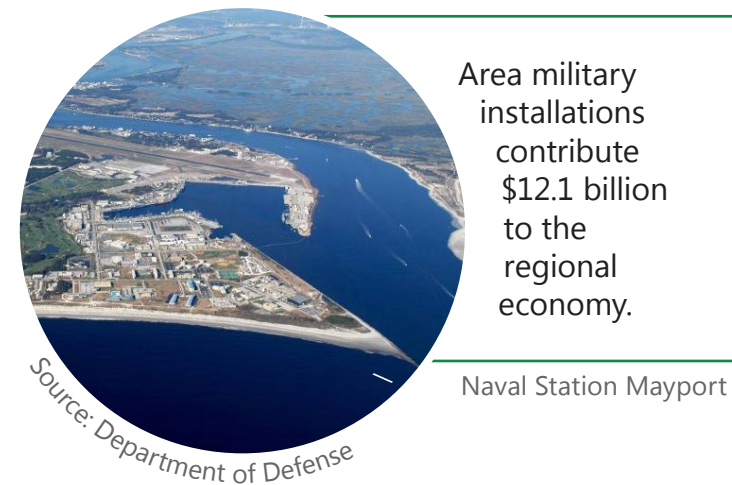 Area military
installations
contribute
$12.1 billion
to the
regional
economy.
Naval Station Mayport
Source: Department of Defense